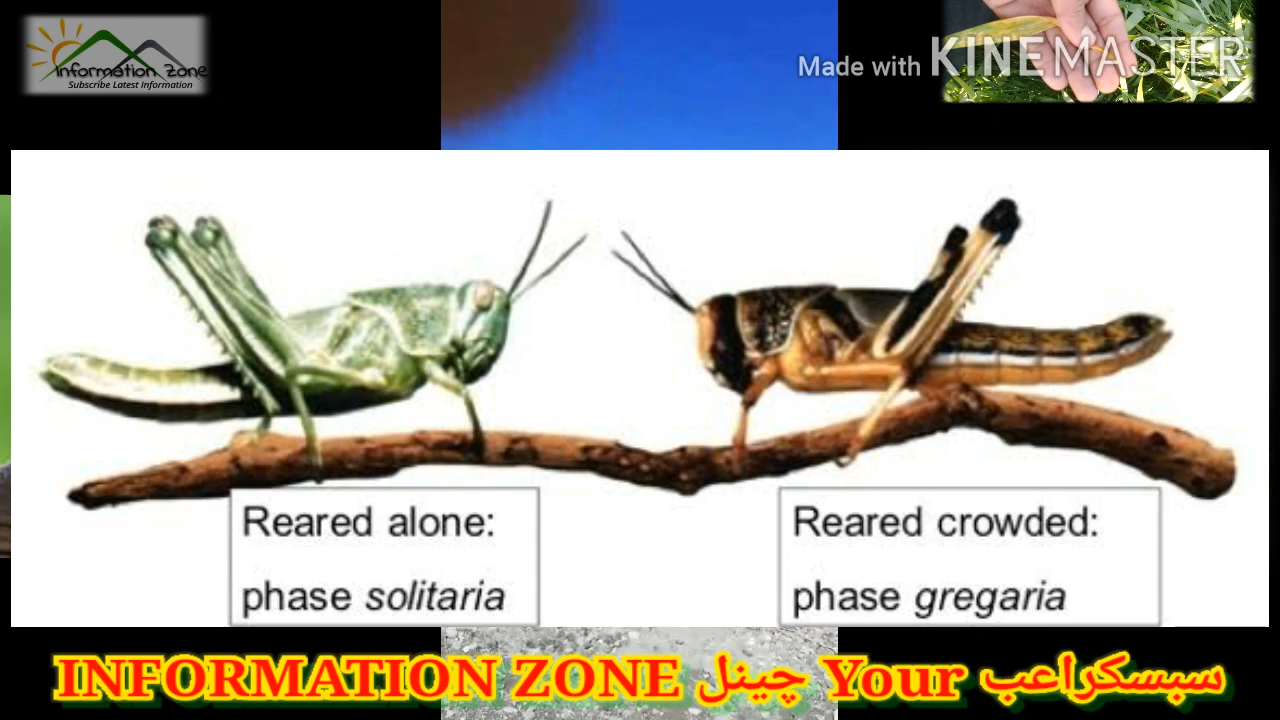 Information Zone
Subscribe Latest Information
Made with KINEMASTER
Reared alone:
phase solitaria
Reared crowded:
phase gregaria
INFORMATION ZONE چینل Your سبسکراعب